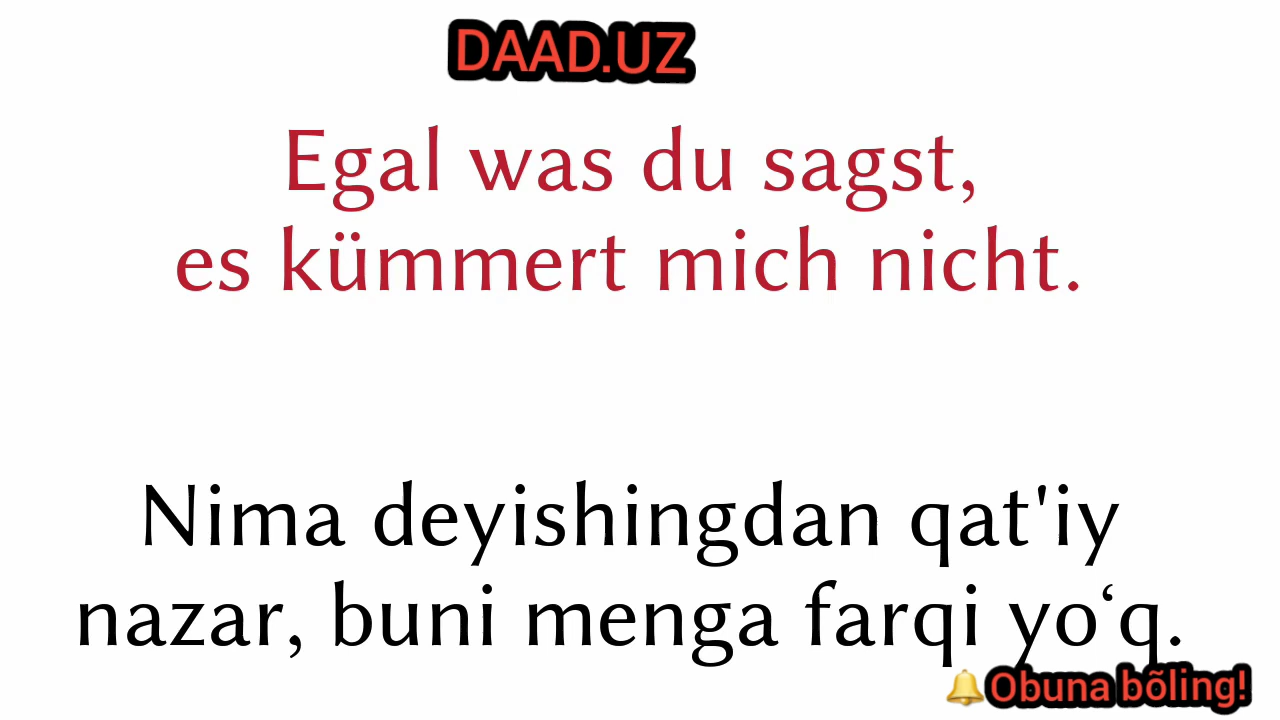 DAAD.UZ
Egal was du sagst,
es kümmert mich nicht.
Nima deyishingdan qat'iy
nazar, buni menga farqi yo‘q.
🔔Obuna bõling!